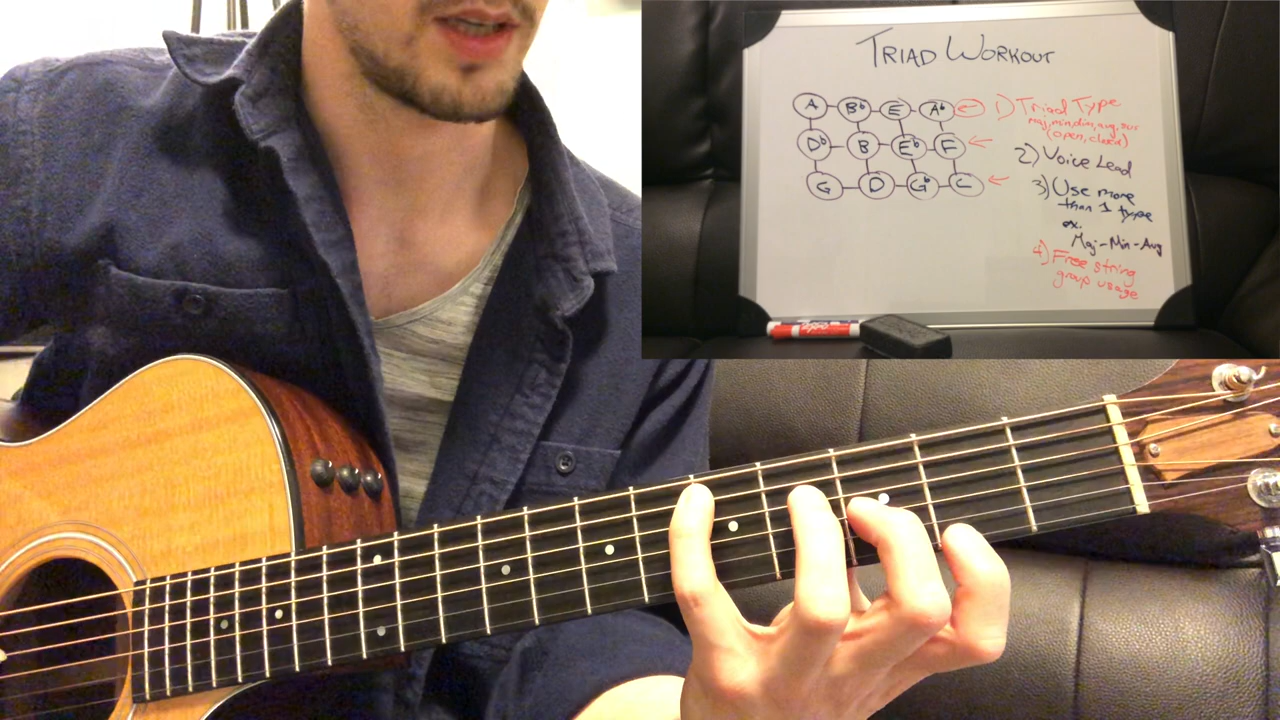 TRIAD WORKOUT
A B♭ E A♭
D♭ B E♭ F
G D G♭ C
1) Triad Type
maj, min, dim, aug, sus
(open, closed)
2) Voice Lead
3) Use more
than 1 type
ex.
Maj-Min-Aug
4) Free string
group usage